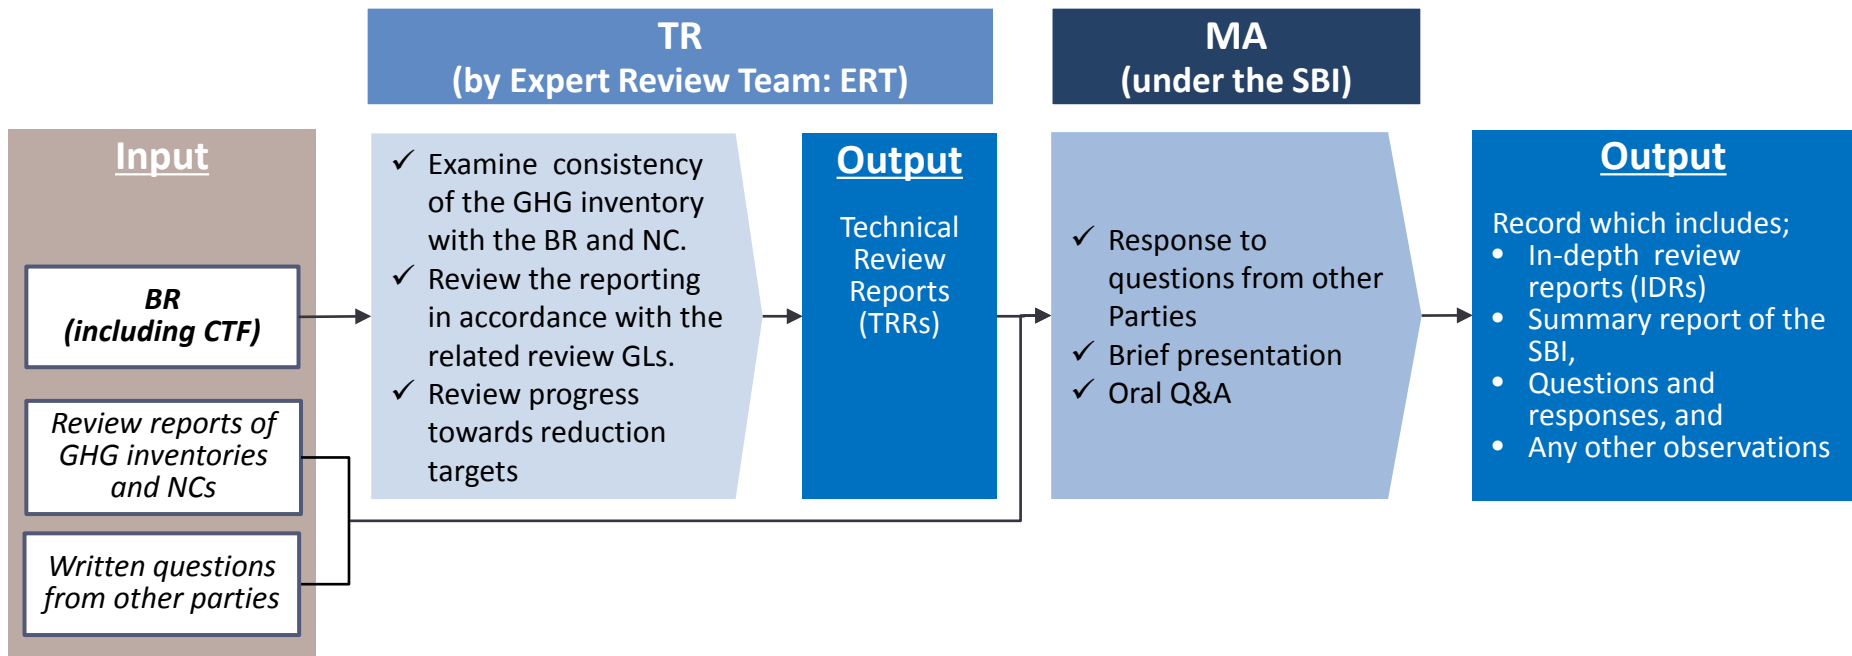 TR
(by Expert Review Team: ERT)
MA
(under the SBI)
Input
BR
(including CTF)
Review reports of
GHG inventories
and NCs
Written questions
from other parties
✓ Examine consistency
of the GHG inventory
with the BR and NC.
✓ Review the reporting
in accordance with the
related review GLs.
✓ Review progress
towards reduction
targets
Output
Technical
Review
Reports
(TRRs)
✓ Response to
questions from other
Parties
✓ Brief presentation
✓ Oral Q&A
Output
Record which includes;
• In-depth review
reports (IDRs)
• Summary report of the
SBI,
• Questions and
responses, and
• Any other observations